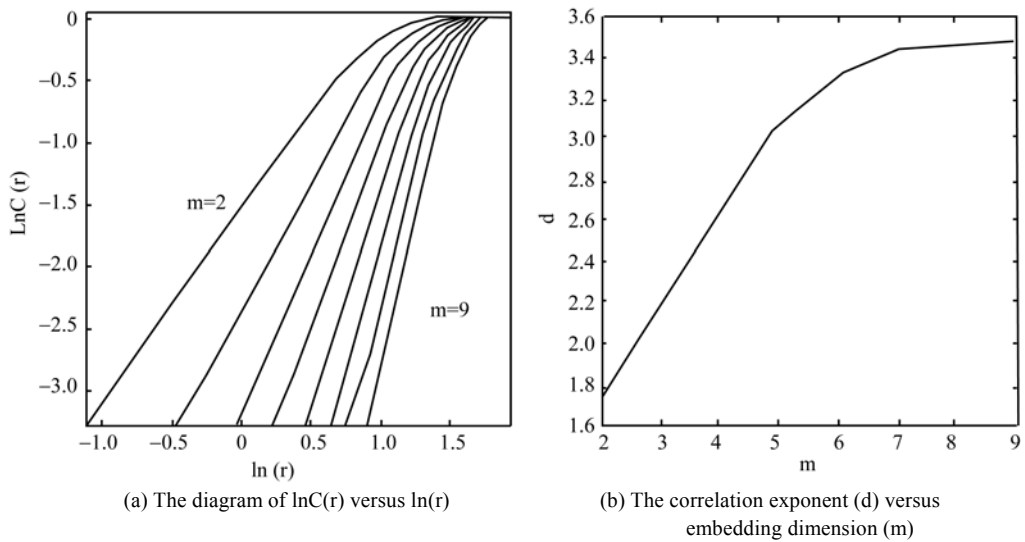 0
−0.5
−1.0
−1.5
−2.0
−2.5
−3.0
LnC (r)
m=2
m=9
−1.0 −0.5 0 0.5 1.0 1.5
ln (r)
(a) The diagram of lnC(r) versus ln(r)
3.6
3.4
3.2
3.0
2.8
2.6
2.4
2.2
2.0
1.8
1.6
d
2 3 4 5 6 7 8 9
m
(b) The correlation exponent (d) versus
embedding dimension (m)